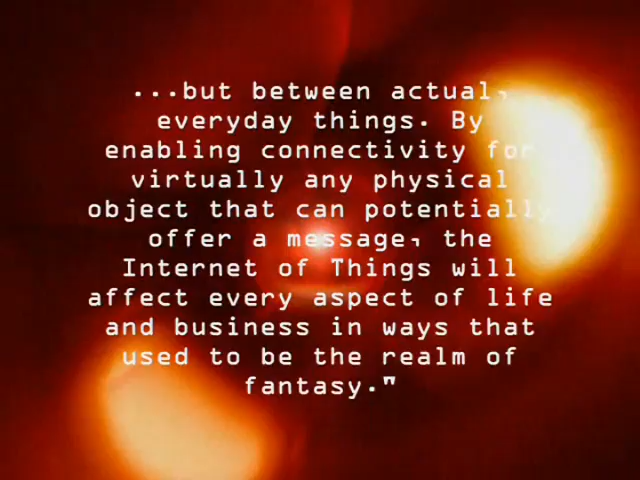 ...but between actual,
everyday things. By
enabling connectivity for
virtually any physical
object that can potentially
offer a message, the
Internet of Things will
affect every aspect of life
and business in ways that
used to be the realm of
fantasy."